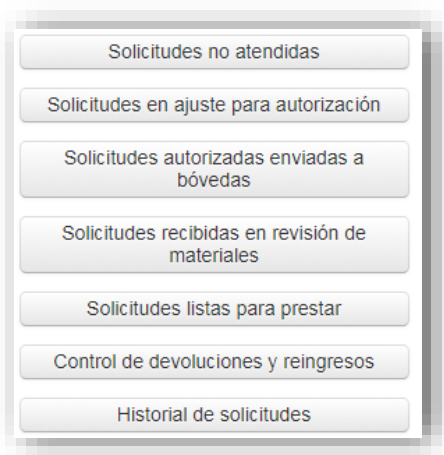 Solicitudes no atendidas
Solicitudes en ajuste para autorización
Solicitudes autorizadas enviadas a
bóvedas
Solicitudes recibidas en revisión de
materiales
Solicitudes listas para prestar
Control de devoluciones y reingresos
Historial de solicitudes